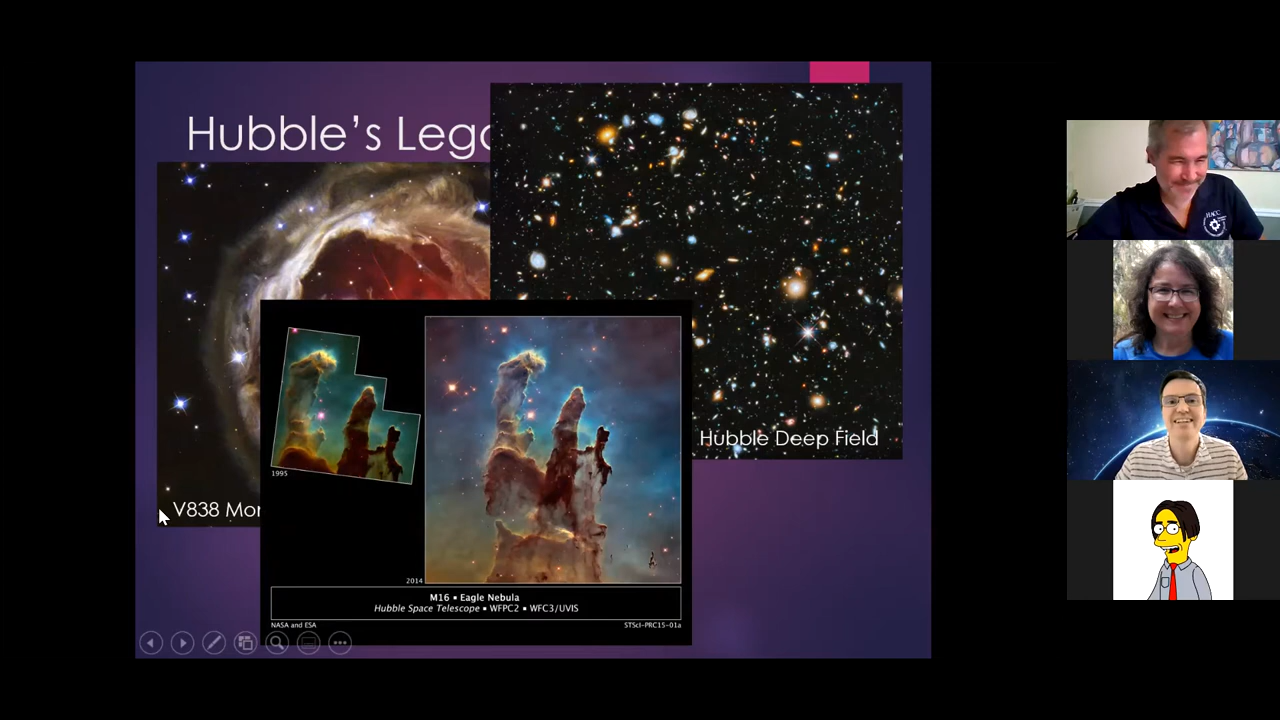 Hubble's Lega
Hubble Deep Field
V838 Mon
1995
2014
M16 ▪ Eagle Nebula
Hubble Space Telescope ▪ WFPC2 ▪ WFC3/UVIS
NASA and ESA
STScI-PRC15-01a
HACC